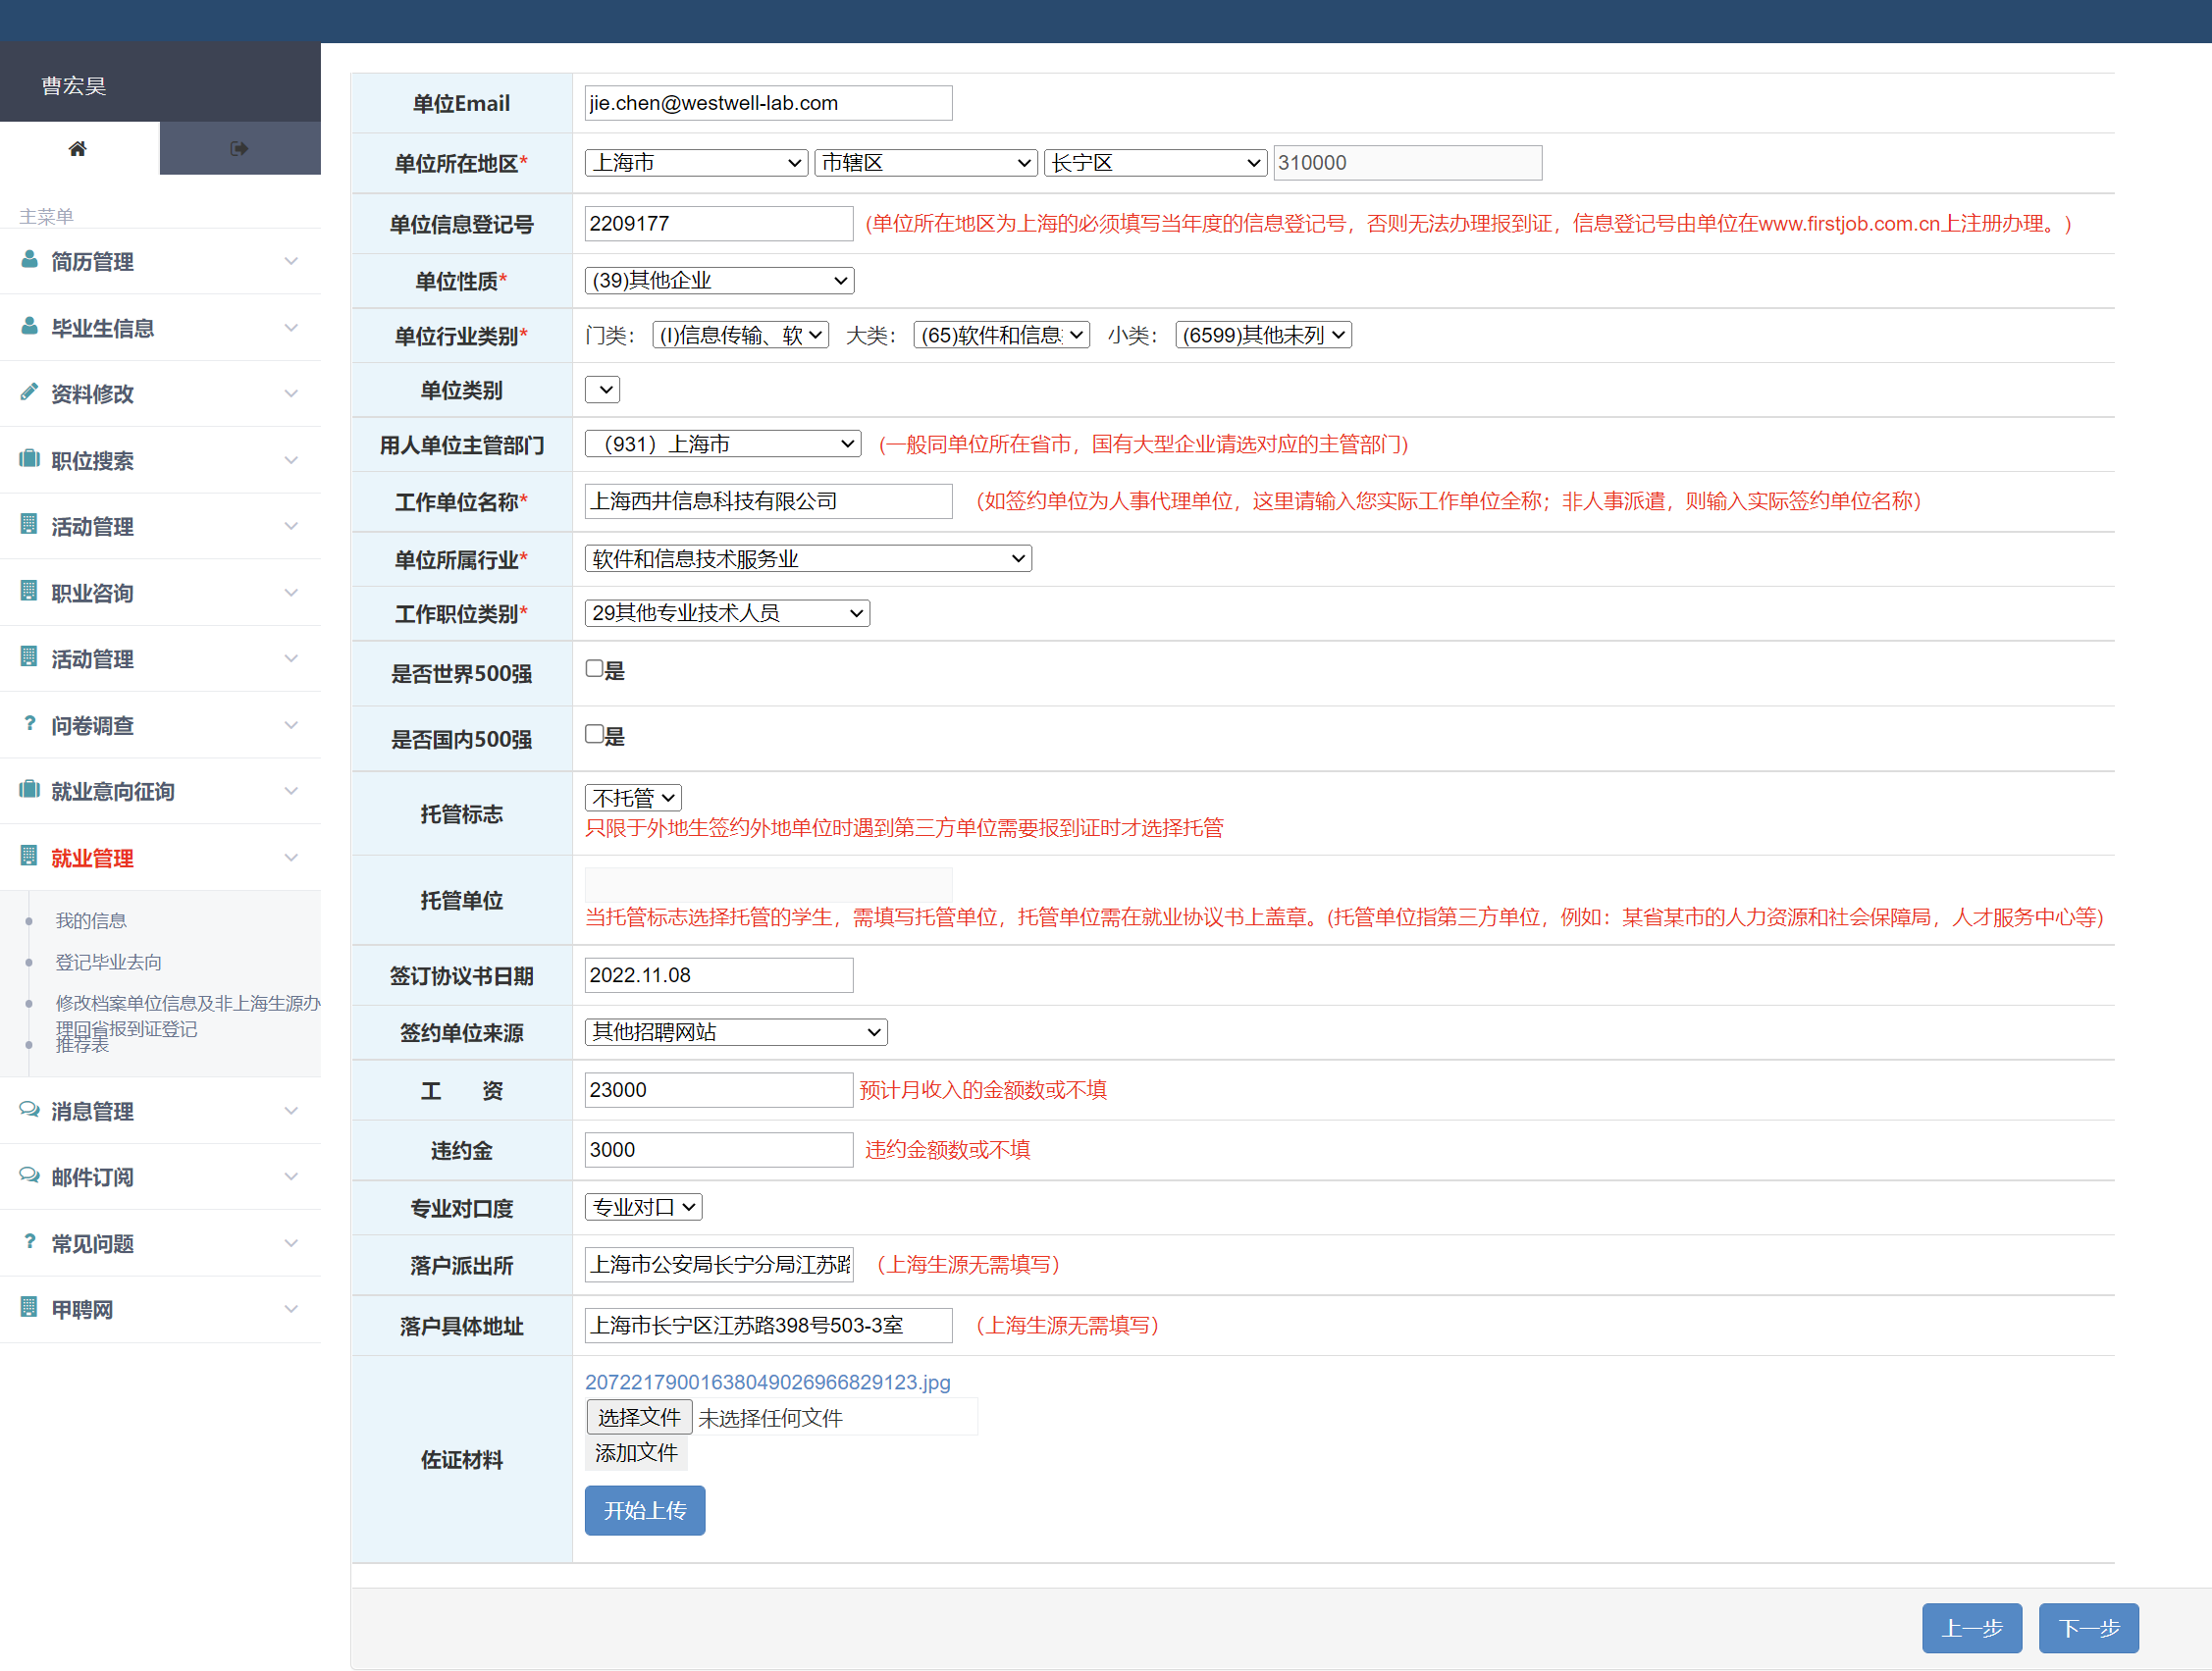 曹宏昊
主菜单
简历管理
毕业生信息
资料修改
职位搜索
活动管理
职业咨询
活动管理
问卷调查
就业意向征询
就业管理
我的信息
登记毕业去向
修改档案单位信息及非上海生源办
理回省报到证登记
推荐表
消息管理
邮件订阅
常见问题
甲聘网
单位Email jie.chen@westwell-lab.com
单位所在地区* 上海市 市辖区 长宁区 310000
单位信息登记号 2209177 (单位所在地区为上海的必须填写当年度的信息登记号，否则无法办理报到证，信息登记号由单位在www.firstjob.com.cn上注册办理。)
单位性质* (39)其他企业
单位行业类别* 门类： (I)信息传输、软 大类： (65)软件和信息 小类： (6599)其他未列
单位类别
用人单位主管部门 （931）上海市 (一般同单位所在省市，国有大型企业请选对应的主管部门)
工作单位名称* 上海西井信息科技有限公司 （如签约单位为人事代理单位，这里请输入您实际工作单位全称；非人事派遣，则输入实际签约单位名称）
单位所属行业* 软件和信息技术服务业
工作职位类别* 29其他专业技术人员
是否世界500强 是
是否国内500强 是
托管标志 不托管
只限于外地生签约外地单位时遇到第三方单位需要报到证时才选择托管
托管单位
当托管标志选择托管的学生，需填写托管单位，托管单位需在就业协议书上盖章。(托管单位指第三方单位，例如：某省某市的人力资源和社会保障局，人才服务中心等)
签订协议书日期 2022.11.08
签约单位来源 其他招聘网站
工 资 23000 预计月收入的金额数或不填
违约金 3000 违约金额数或不填
专业对口度 专业对口
落户派出所 上海市公安局长宁分局江苏路 （上海生源无需填写）
落户具体地址 上海市长宁区江苏路398号503-3室 （上海生源无需填写）
佐证材料
20722179001638049026966829123.jpg
选择文件 未选择任何文件
添加文件
开始上传
上一步 下一步